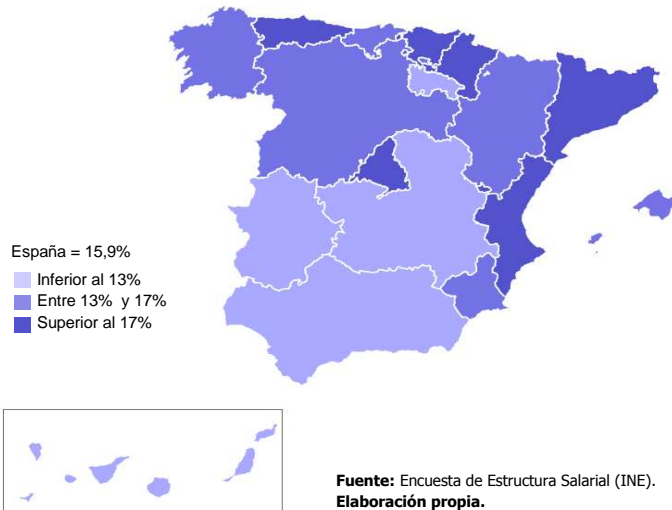 España = 15,9%
Inferior al 13%
Entre 13% y 17%
Superior al 17%
Fuente: Encuesta de Estructura Salarial (INE).
Elaboración propia.